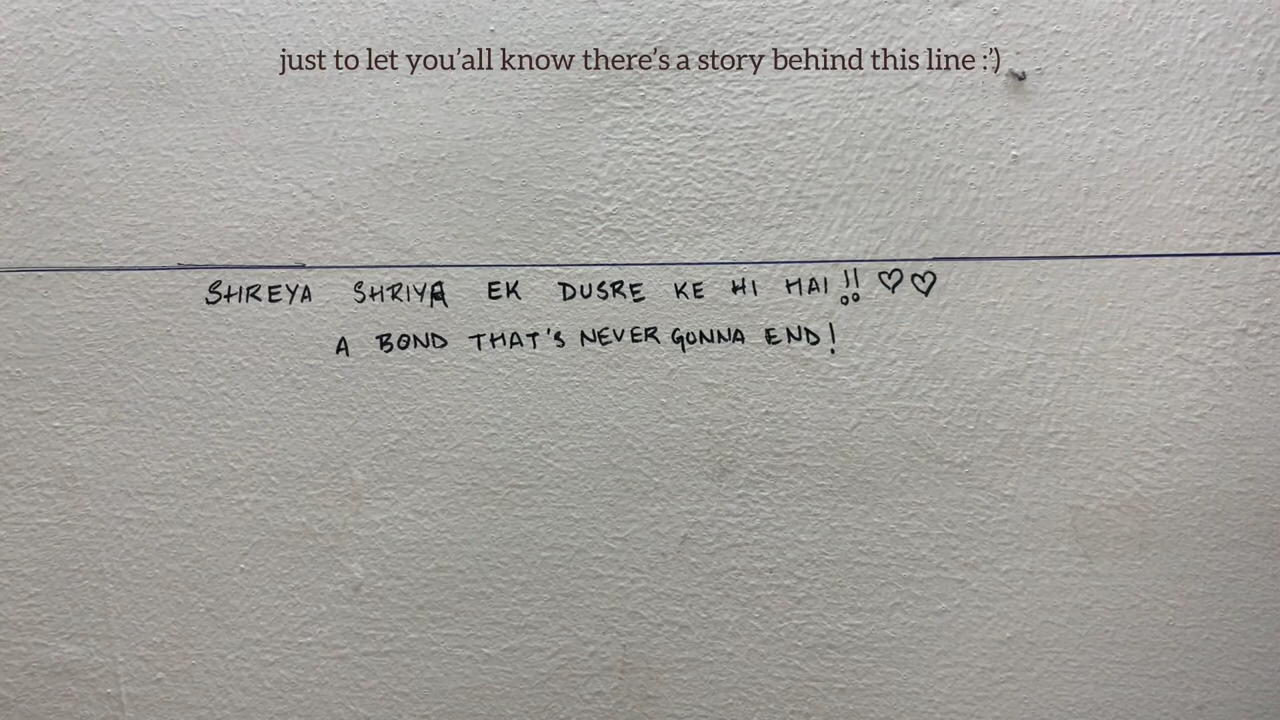 just to let you’all know there’s a story behind this line :’)
SHREYA SHRIYA EK DUSRE KE HI HAI!! ♡♡
A BOND THAT'S NEVER GONNA END!